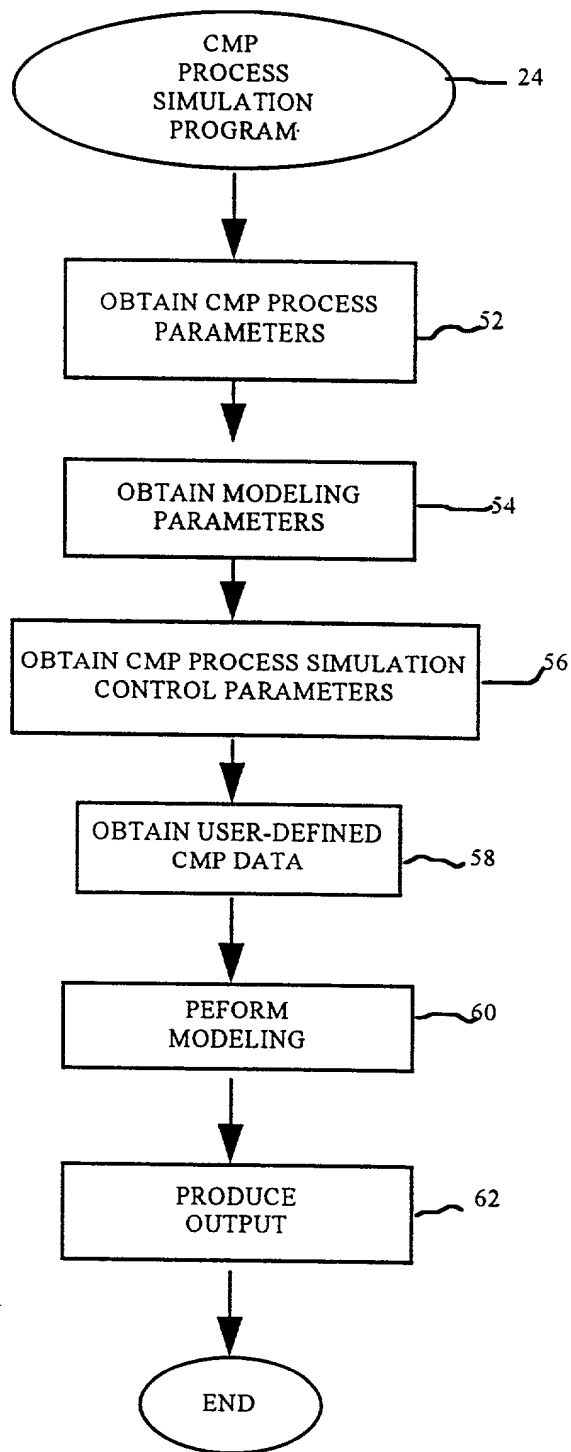 CMP
PROCESS
SIMULATION
PROGRAM
24
OBTAIN CMP PROCESS
PARAMETERS
52
OBTAIN MODELING
PARAMETERS
54
OBTAIN CMP PROCESS SIMULATION
CONTROL PARAMETERS
56
OBTAIN USER-DEFINED
CMP DATA
58
PEFORM
MODELING
60
PRODUCE
OUTPUT
62
END